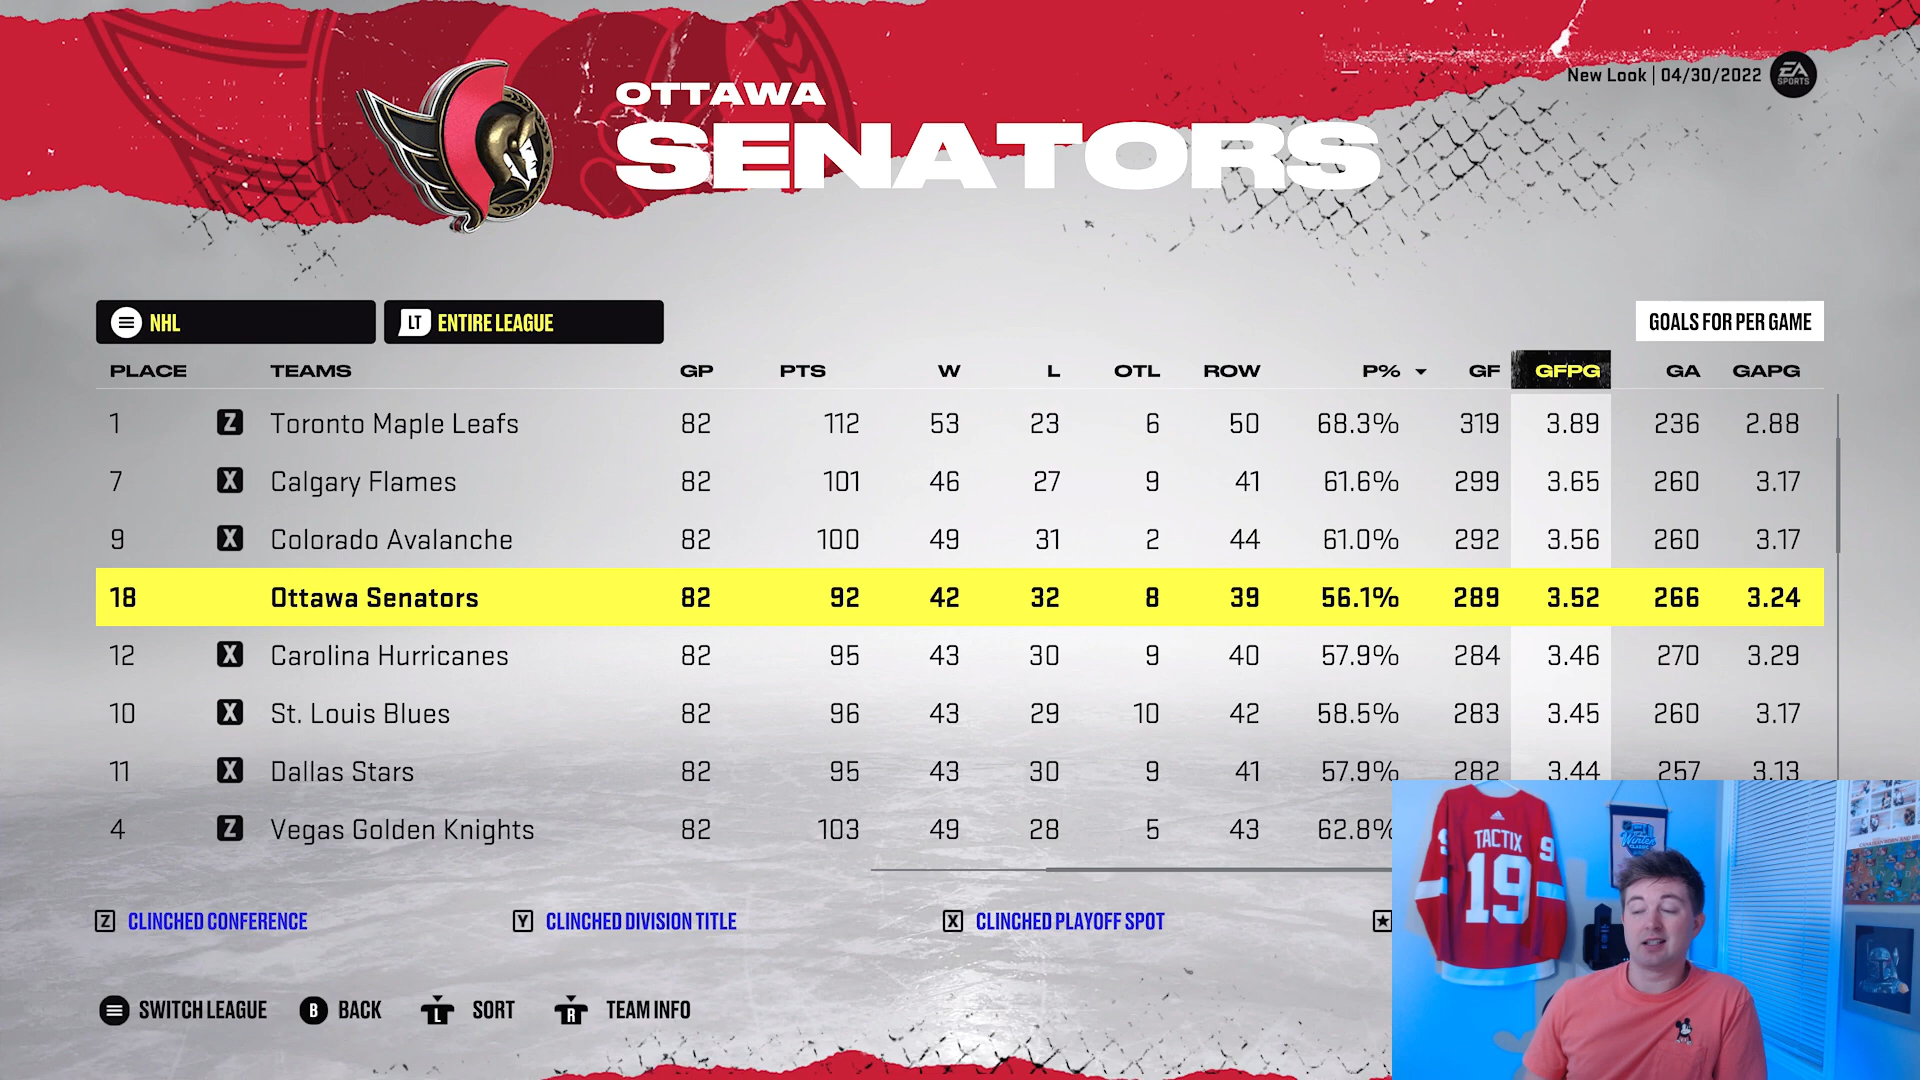 OTTAWA
SENATORS
New Look | 04/30/2022
EA SPORTS
NHL
LT ENTIRE LEAGUE
GOALS FOR PER GAME
PLACE TEAMS GP PTS W L OTL ROW P% GF GFPG GA GAPG
1 Z Toronto Maple Leafs 82 112 53 23 6 50 68.3% 319 3.89 236 2.88
7 X Calgary Flames 82 101 46 27 9 41 61.6% 299 3.65 260 3.17
9 X Colorado Avalanche 82 100 49 31 2 44 61.0% 292 3.56 260 3.17
18 Ottawa Senators 82 92 42 32 8 39 56.1% 289 3.52 266 3.24
12 X Carolina Hurricanes 82 95 43 30 9 40 57.9% 284 3.46 270 3.29
10 X St. Louis Blues 82 96 43 29 10 42 58.5% 283 3.45 260 3.17
11 X Dallas Stars 82 95 43 30 9 41 57.9% 282 3.44 257 3.13
4 Z Vegas Golden Knights 82 103 49 28 5 43 62.8%
TACTIX
19
9
Winter
Z CLINCHED CONFERENCE
Y CLINCHED DIVISION TITLE
X CLINCHED PLAYOFF SPOT
SWITCH LEAGUE
B BACK
L SORT
R TEAM INFO